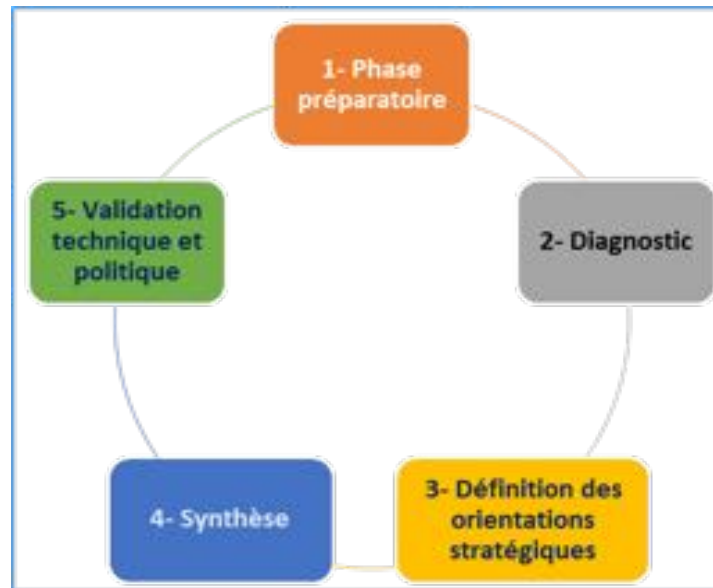 1- Phase
préparatoire
2- Diagnostic
3- Définition des
orientations
stratégiques
4- Synthèse
5- Validation
technique et
politique